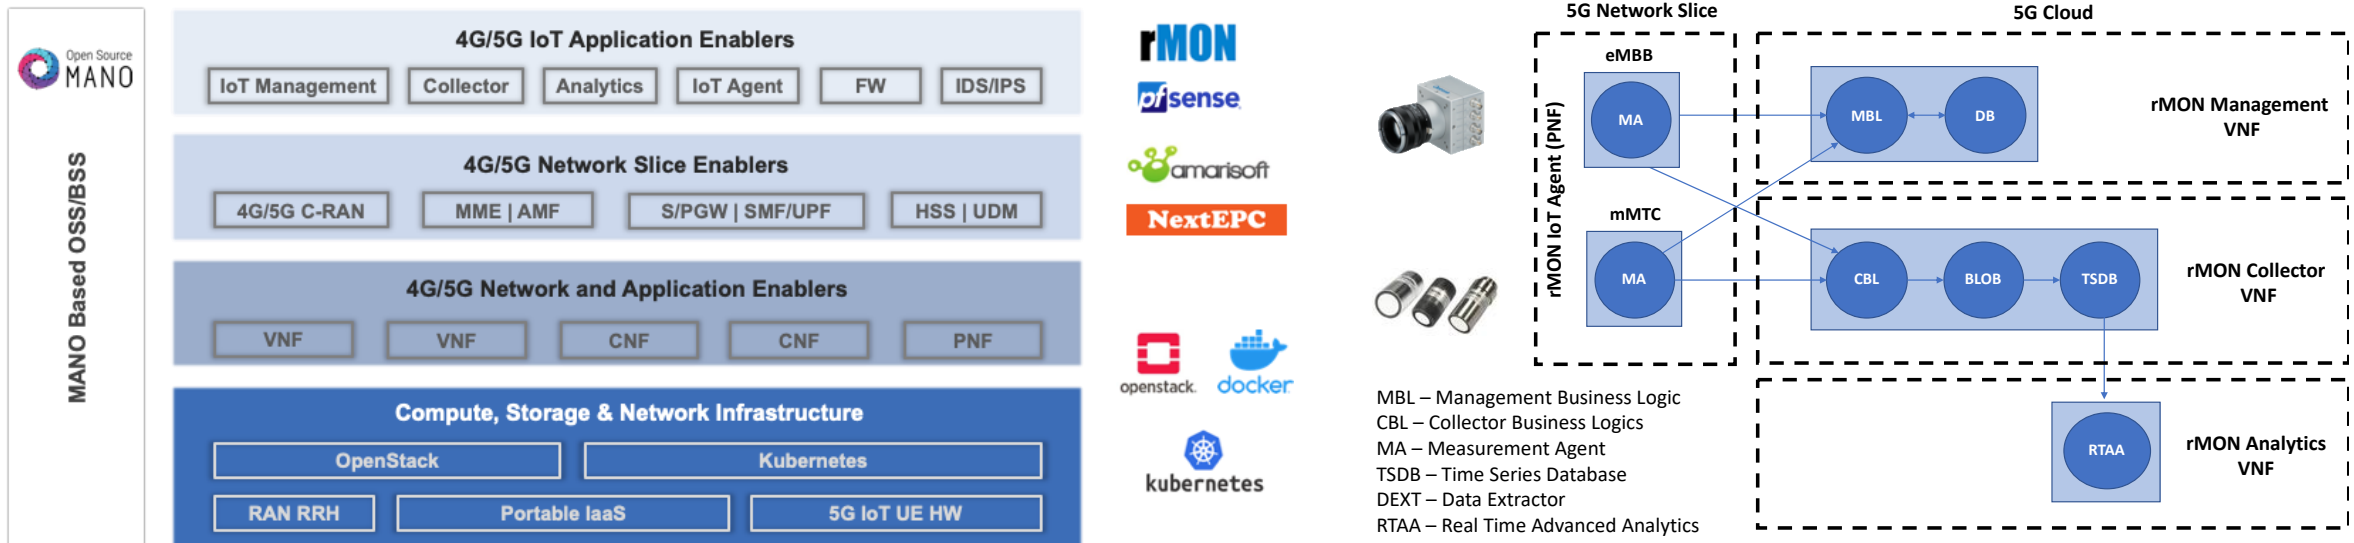 Open Source
MANO
MANO Based OSS/BSS
4G/5G IoT Application Enablers
IoT Management
Collector
Analytics
IoT Agent
FW
IDS/IPS
4G/5G Network Slice Enablers
4G/5G C-RAN
MME | AMF
S/PGW | SMF/UPF
HSS | UDM
4G/5G Network and Application Enablers
VNF
VNF
CNF
CNF
PNF
Compute, Storage & Network Infrastructure
OpenStack
Kubernetes
RAN RRH
Portable IaaS
5G IoT UE HW
rMON
pfsense
amarisoft
NextEPC
openstack.
docker
kubernetes
5G Network Slice
5G Cloud
rMON IoT Agent (PNF)
eMBB
MA
mMTC
MA
MBL
DB
rMON Management
VNF
CBL
BLOB
TSDB
rMON Collector
VNF
RTAA
rMON Analytics
VNF
MBL – Management Business Logic
CBL – Collector Business Logics
MA – Measurement Agent
TSDB – Time Series Database
DEXT – Data Extractor
RTAA – Real Time Advanced Analytics